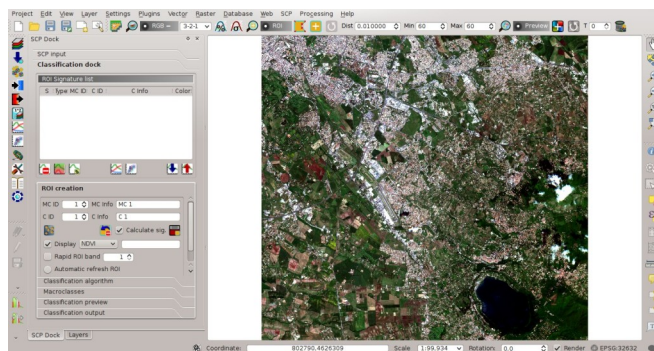 Project Edit View Layer Settings Plugins Vector Raster Database Web SCP Processing Help
RGB = 3-2-1 ROI Dist 0.010000 Min 60 Max 60 Preview T 0
SCP Dock
SCP input
Classification dock
ROI Signature list
S Type MC ID C ID C Info Color
ROI creation
MC ID 1 MC Info MC 1
C ID 1 C Info C 1
Calculate sig.
Display NDVI
Rapid ROI band 1
Automatic refresh ROI
Classification algorithm
Macroclasses
Classification preview
Classification output
SCP Dock Layers
Coordinate: 802790,4626309 Scale 1:99,934 Rotation: 0.0 Render EPSG:32632